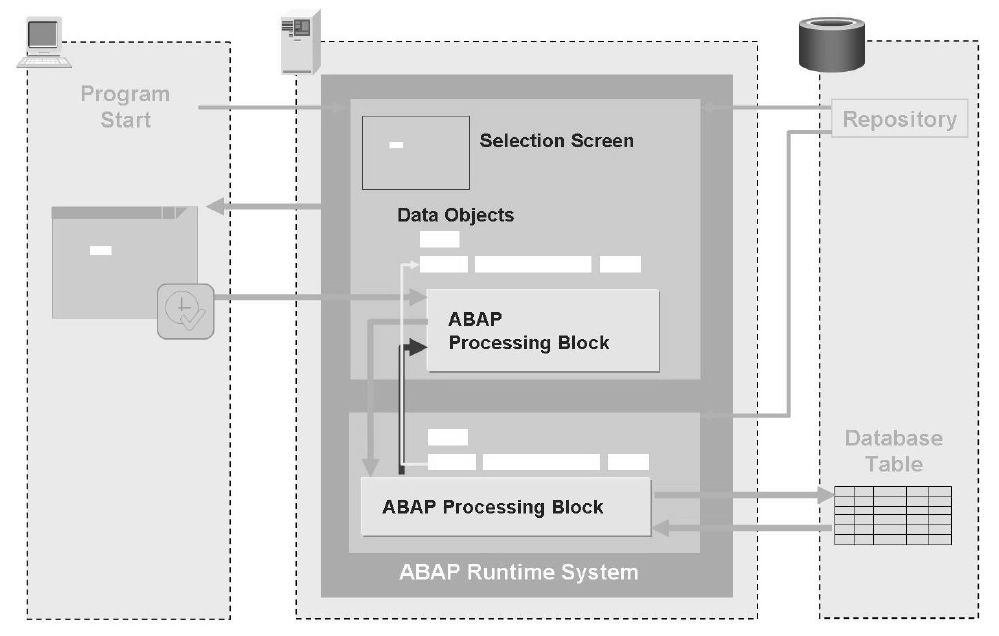 Program
Start
Selection Screen
Repository
Data Objects
ABAP
Processing Block
Database
Table
ABAP Processing Block
ABAP Runtime System